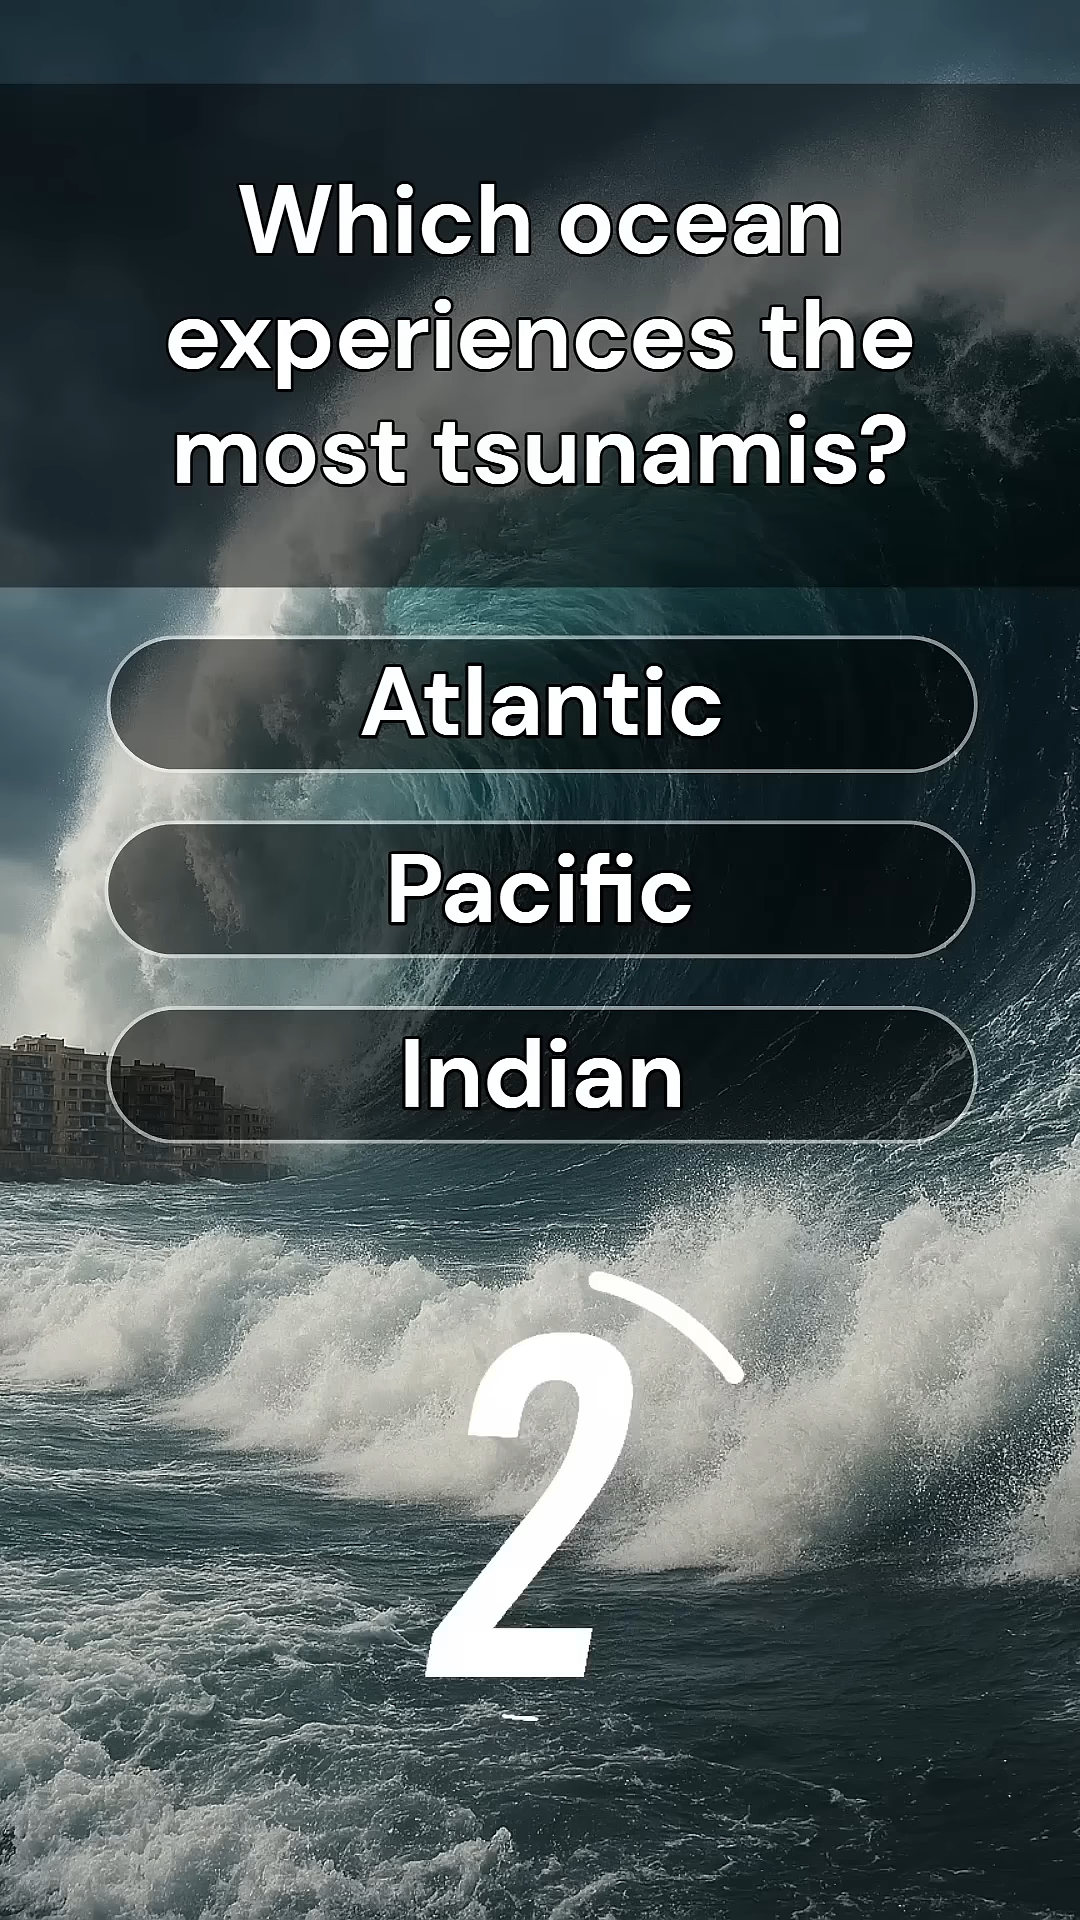 Which ocean
experiences the
most tsunamis?
Atlantic
Pacific
Indian
2